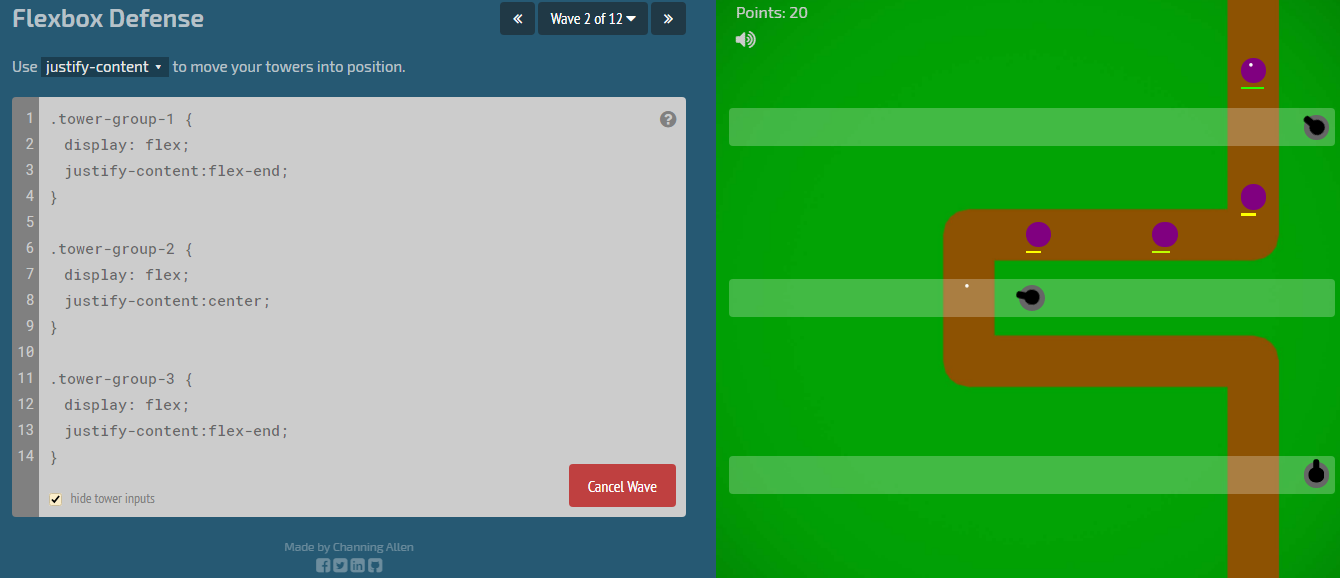 Flexbox Defense
«
Wave 2 of 12
»
Use justify-content to move your towers into position.
1 .tower-group-1 {
2 display: flex;
3 justify-content:flex-end;
4 }
5
6 .tower-group-2 {
7 display: flex;
8 justify-content:center;
9 }
10
11 .tower-group-3 {
12 display: flex;
13 justify-content:flex-end;
14 }
?
hide tower inputs
Cancel Wave
Made by Channing Allen
Points: 20